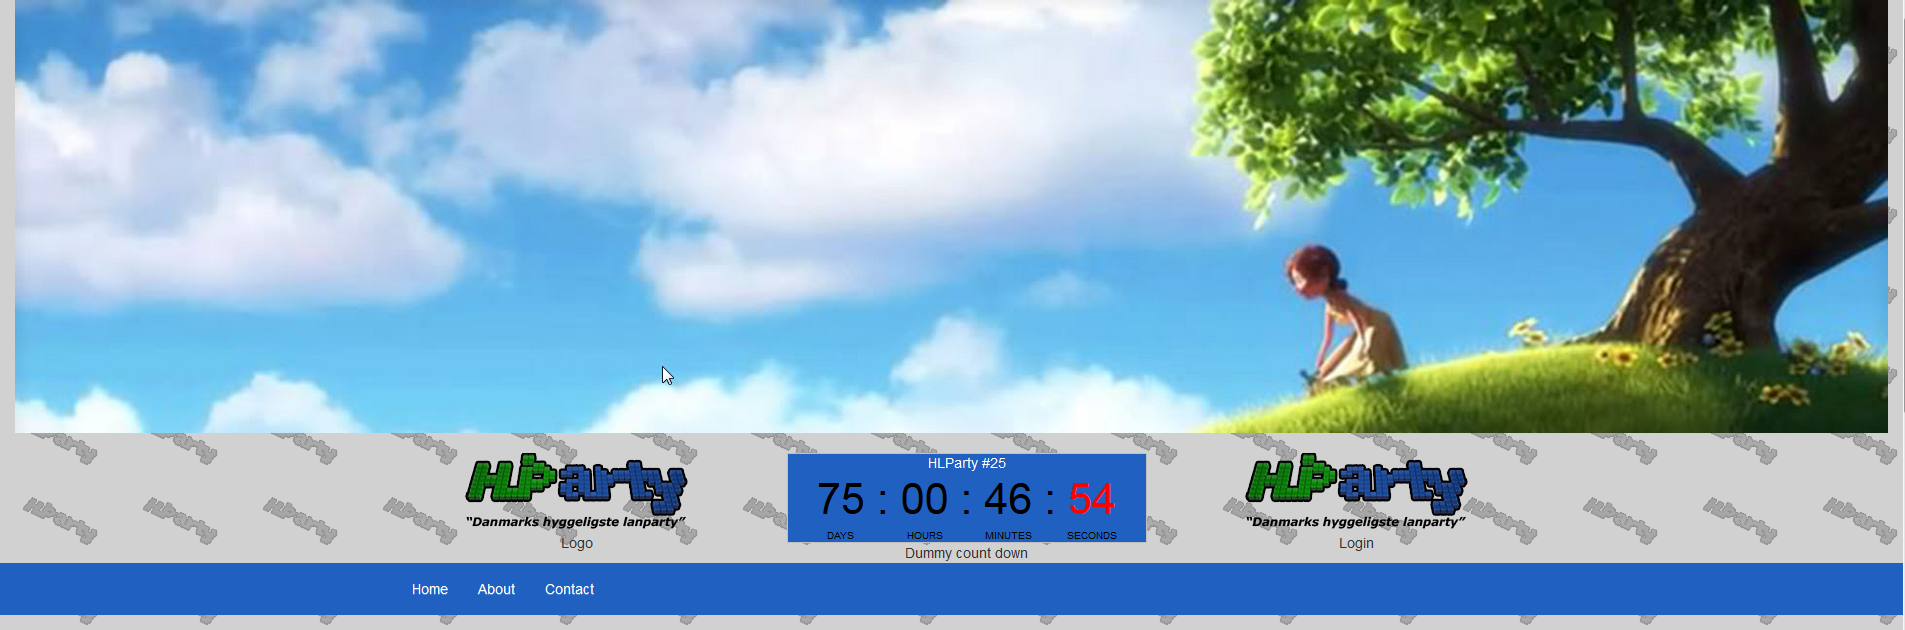 HLParty
"Danmarks hyggeligste lanparty"
Logo
HLParty #25
75 : 00 : 46 : 54
DAYS HOURS MINUTES SECONDS
Dummy count down
HLParty
"Danmarks hyggeligste lanparty"
Login
Home About Contact